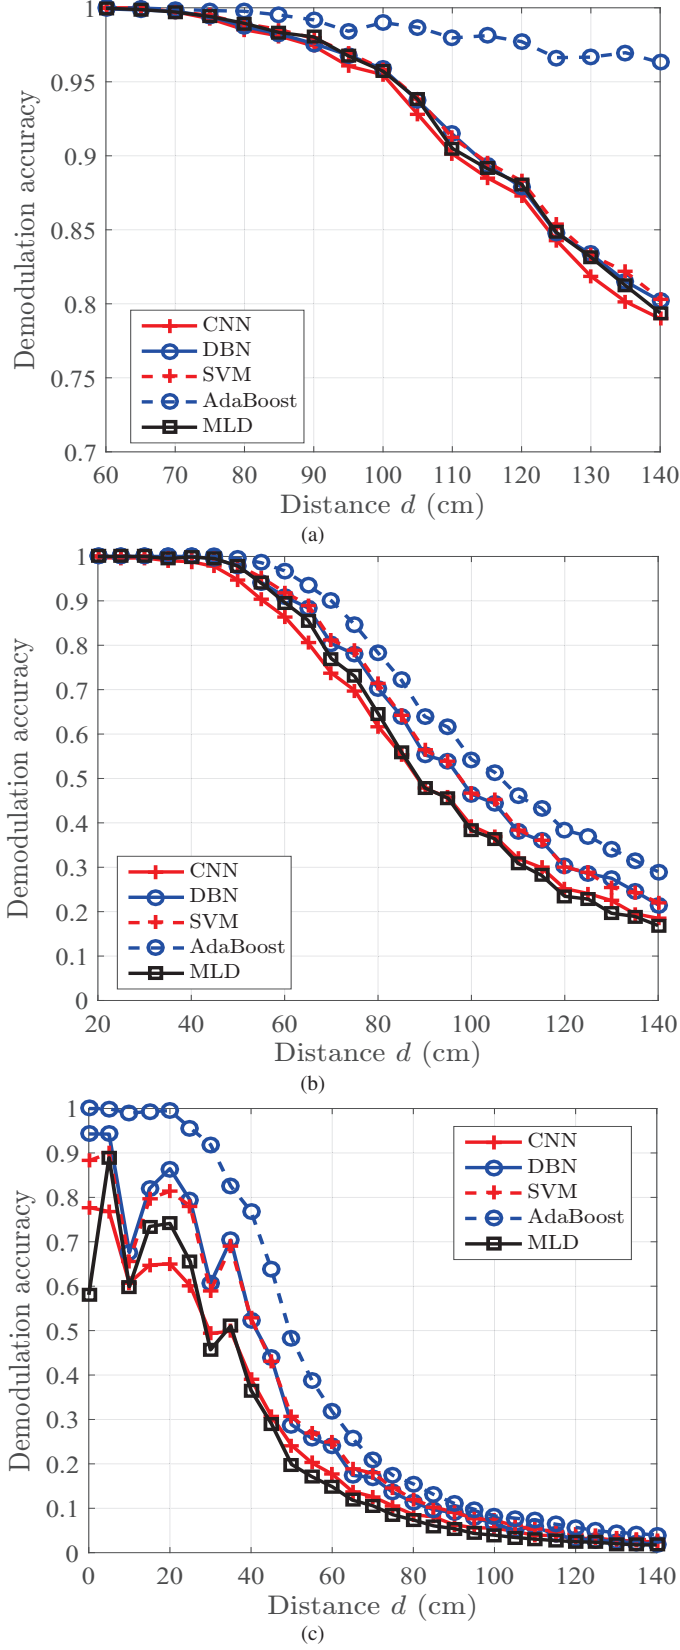 1
0.95
0.9
0.85
0.8
0.75
0.7
Demodulation accuracy
CNN
DBN
SVM
AdaBoost
MLD
60 70 80 90 100 110 120 130 140
Distance d (cm)
(a)
1
0.9
0.8
0.7
0.6
0.5
0.4
0.3
0.2
0.1
0
Demodulation accuracy
CNN
DBN
SVM
AdaBoost
MLD
20 40 60 80 100 120 140
Distance d (cm)
(b)
1
0.9
0.8
0.7
0.6
0.5
0.4
0.3
0.2
0.1
0
Demodulation accuracy
CNN
DBN
SVM
AdaBoost
MLD
0 20 40 60 80 100 120 140
Distance d (cm)
(c)